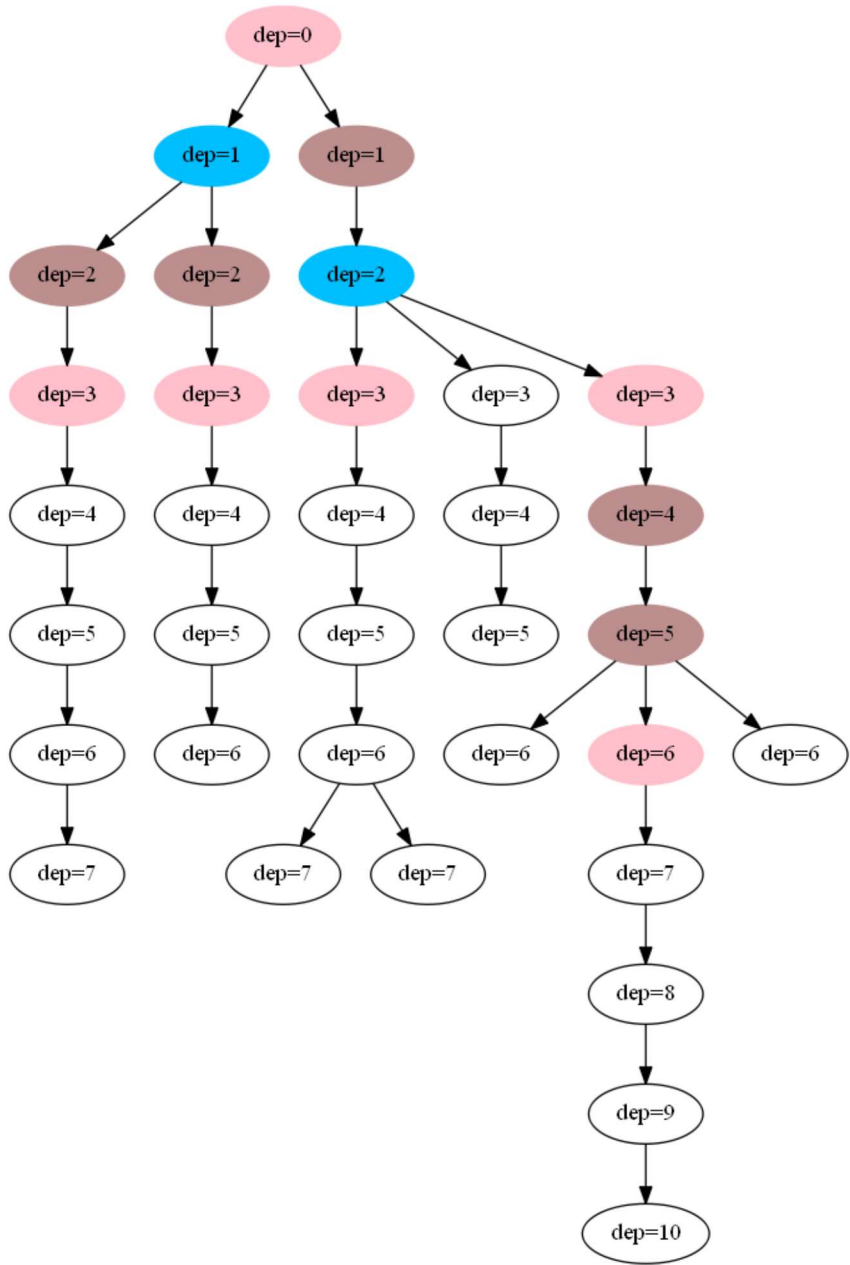 dep=0
dep=1 dep=1
dep=2 dep=2 dep=2
dep=3 dep=3 dep=3 dep=3 dep=3
dep=4 dep=4 dep=4 dep=4 dep=4
dep=5 dep=5 dep=5 dep=5 dep=5
dep=6 dep=6 dep=6 dep=6 dep=6 dep=6
dep=7 dep=7 dep=7 dep=7
dep=8
dep=9
dep=10